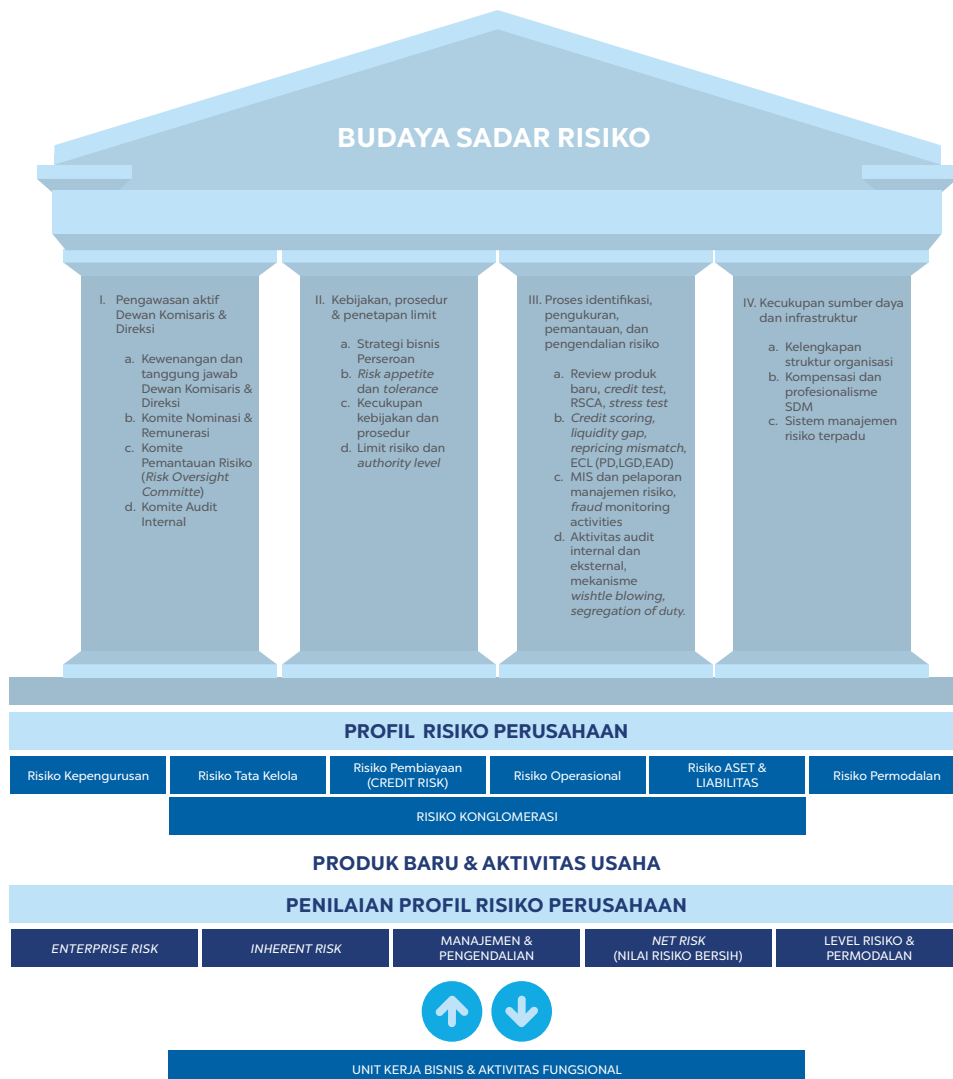 BUDAYA SADAR RISIKO
I. Pengawasan aktif
Dewan Komisaris &
Direksi
a. Kewenangan dan
tanggung jawab
Dewan Komisaris &
Direksi
b. Komite Nominasi &
Remunerasi
c. Komite
Pemantauan Risiko
(Risk Oversight
Committe)
d. Komite Audit
Internal
II. Kebijakan, prosedur
& penetapan limit
a. Strategi bisnis
Perseroan
b. Risk appetite
dan tolerance
c. Kecukupan
kebijakan dan
prosedur
d. Limit risiko dan
authority level
III. Proses identifikasi,
pengukuran,
pemantauan, dan
pengendalian risiko
a. Review produk
baru, credit test,
RSCA, stress test
b. Credit scoring,
liquidity gap,
repricing mismatch,
ECL (PD,LGD,EAD)
c. MIS dan pelaporan
manajemen risiko,
fraud monitoring
activities
d. Aktivitas audit
internal dan
eksternal,
mekanisme
wishtle blowing,
segregation of duty.
IV. Kecukupan sumber daya
dan infrastruktur
a. Kelengkapan
struktur organisasi
b. Kompensasi dan
profesionalisme
SDM
c. Sistem manajemen
risiko terpadu
PROFIL RISIKO PERUSAHAAN
Risiko Kepengurusan
Risiko Tata Kelola
Risiko Pembiayaan
(CREDIT RISK)
Risiko Operasional
Risiko ASET &
LIABILITAS
Risiko Permodalan
RISIKO KONGLOMERASI
PRODUK BARU & AKTIVITAS USAHA
PENILAIAN PROFIL RISIKO PERUSAHAAN
ENTERPRISE RISK
INHERENT RISK
MANAJEMEN &
PENGENDALIAN
NET RISK
(NILAI RISIKO BERSIH)
LEVEL RISIKO &
PERMODALAN
UNIT KERJA BISNIS & AKTIVITAS FUNGSIONAL